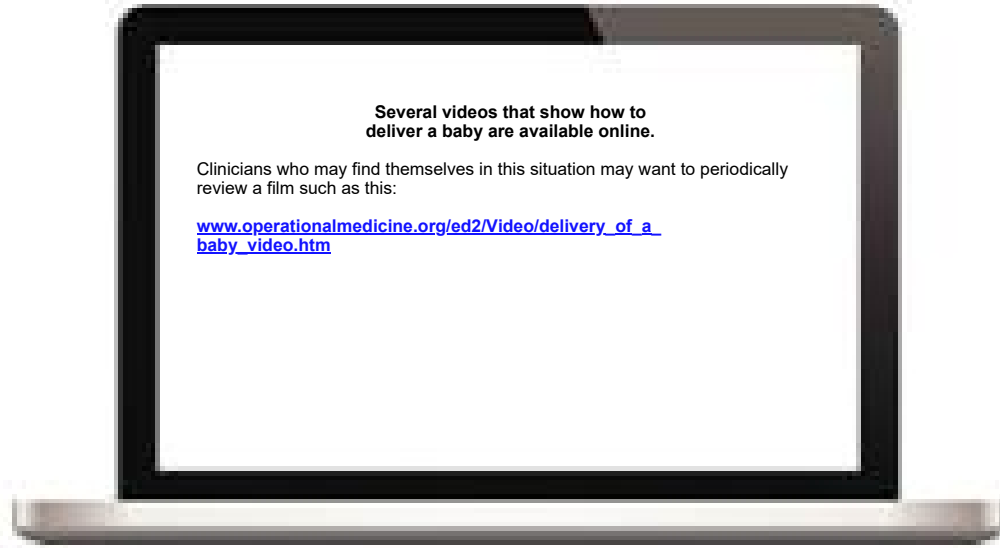 Several videos that show how to
deliver a baby are available online.
Clinicians who may find themselves in this situation may want to periodically
review a film such as this:
www.operationalmedicine.org/ed2/Video/delivery_of_a_
baby_video.htm